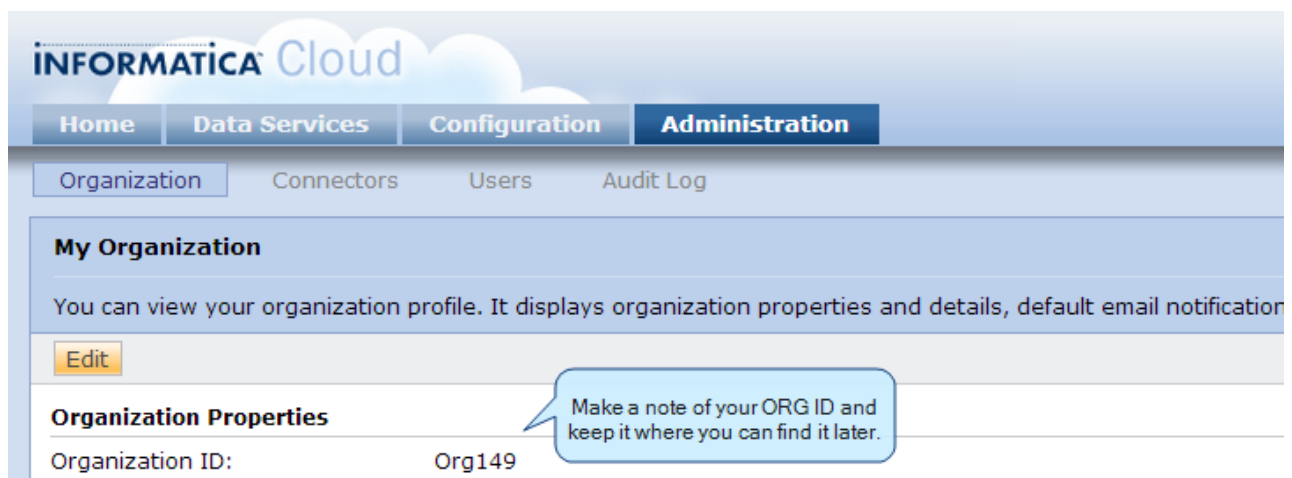 INFORMATICA Cloud
Home Data Services Configuration Administration
Organization Connectors Users Audit Log
My Organization
You can view your organization profile. It displays organization properties and details, default email notification
Edit
Make a note of your ORG ID and
keep it where you can find it later.
Organization Properties
Organization ID: Org149